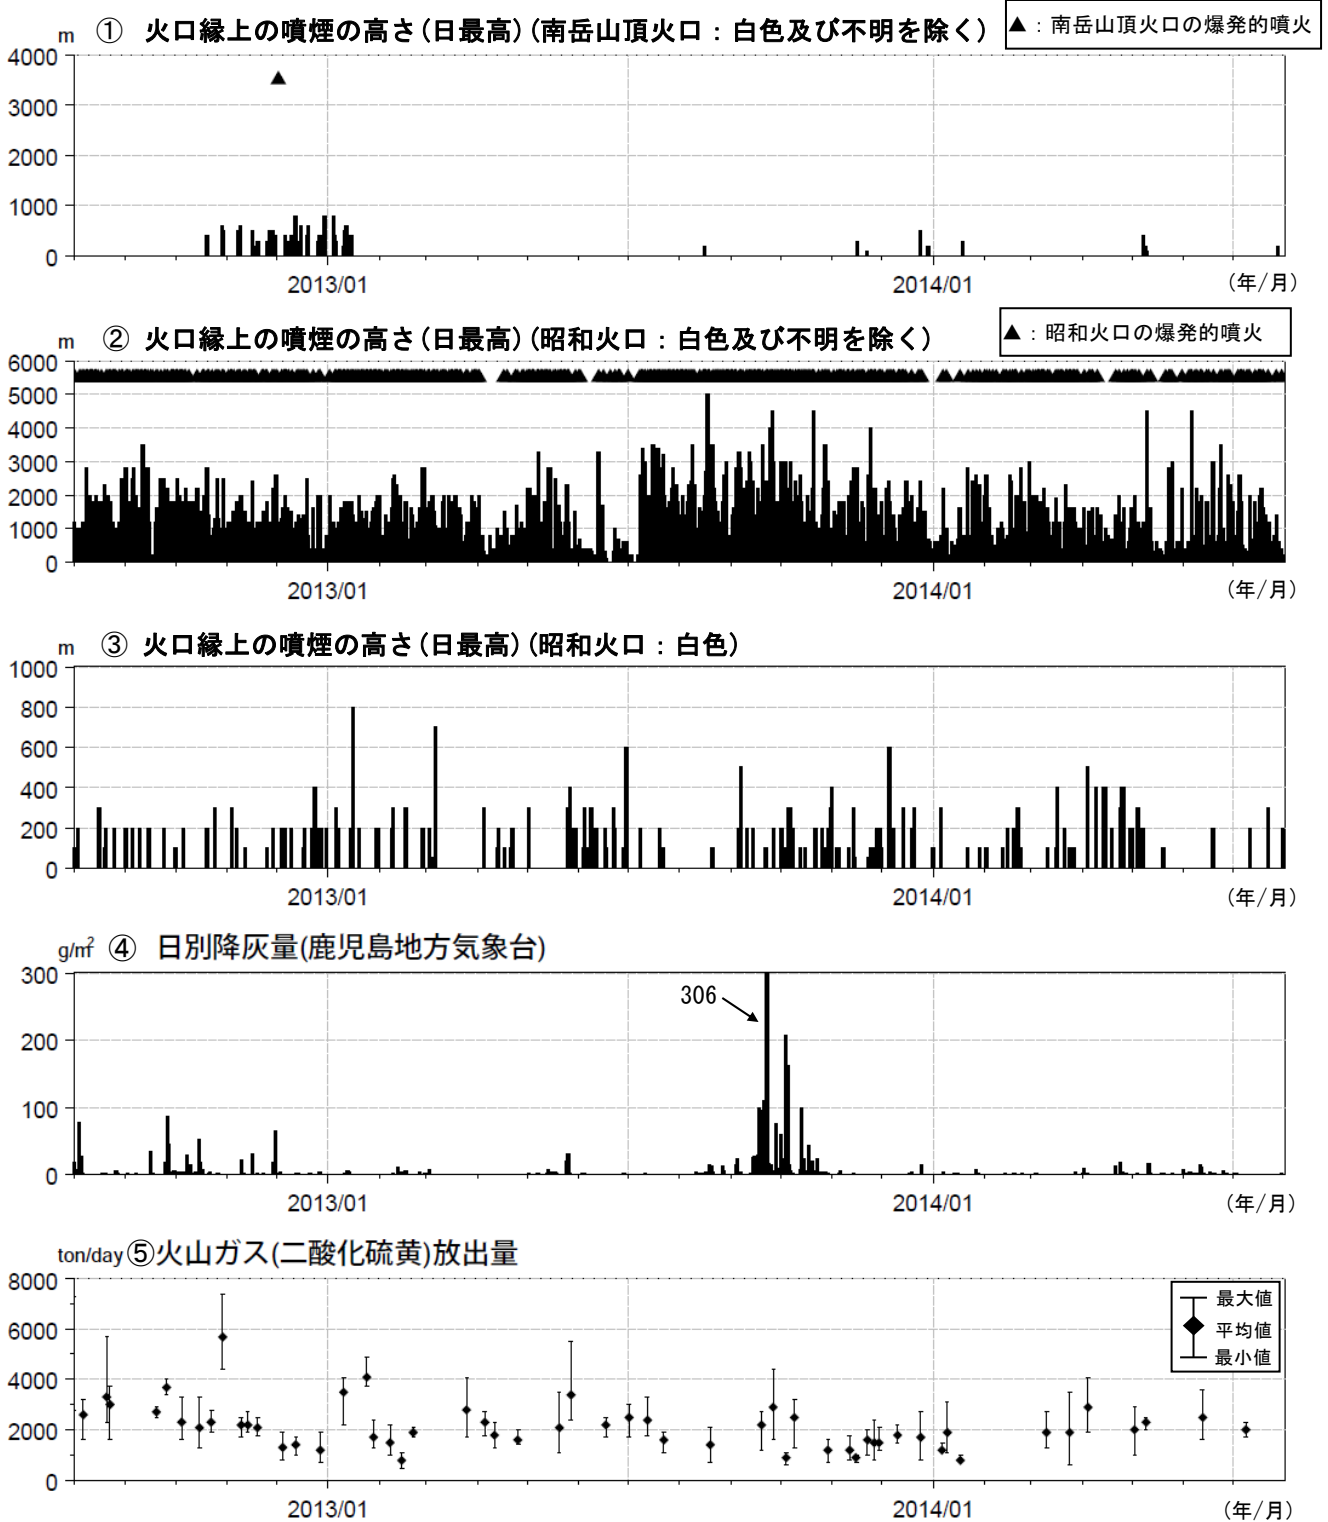 m ① 火口縁上の噴煙の高さ(日最高)(南岳山頂火口：白色及び不明を除く) ▲：南岳山頂火口の爆発的噴火
4000
3000
2000
1000
0
2013/01 2014/01 (年/月)
m ② 火口縁上の噴煙の高さ(日最高)(昭和火口：白色及び不明を除く) ▲：昭和火口の爆発的噴火
6000
5000
4000
3000
2000
1000
0
2013/01 2014/01 (年/月)
m ③ 火口縁上の噴煙の高さ(日最高)(昭和火口：白色)
1000
800
600
400
200
0
2013/01 2014/01 (年/月)
g/㎡ ④ 日別降灰量(鹿児島地方気象台)
300
306
200
100
0
2013/01 2014/01 (年/月)
ton/day ⑤火山ガス(二酸化硫黄)放出量
8000
最大値
6000
平均値
最小値
4000
2000
0
2013/01 2014/01 (年/月)